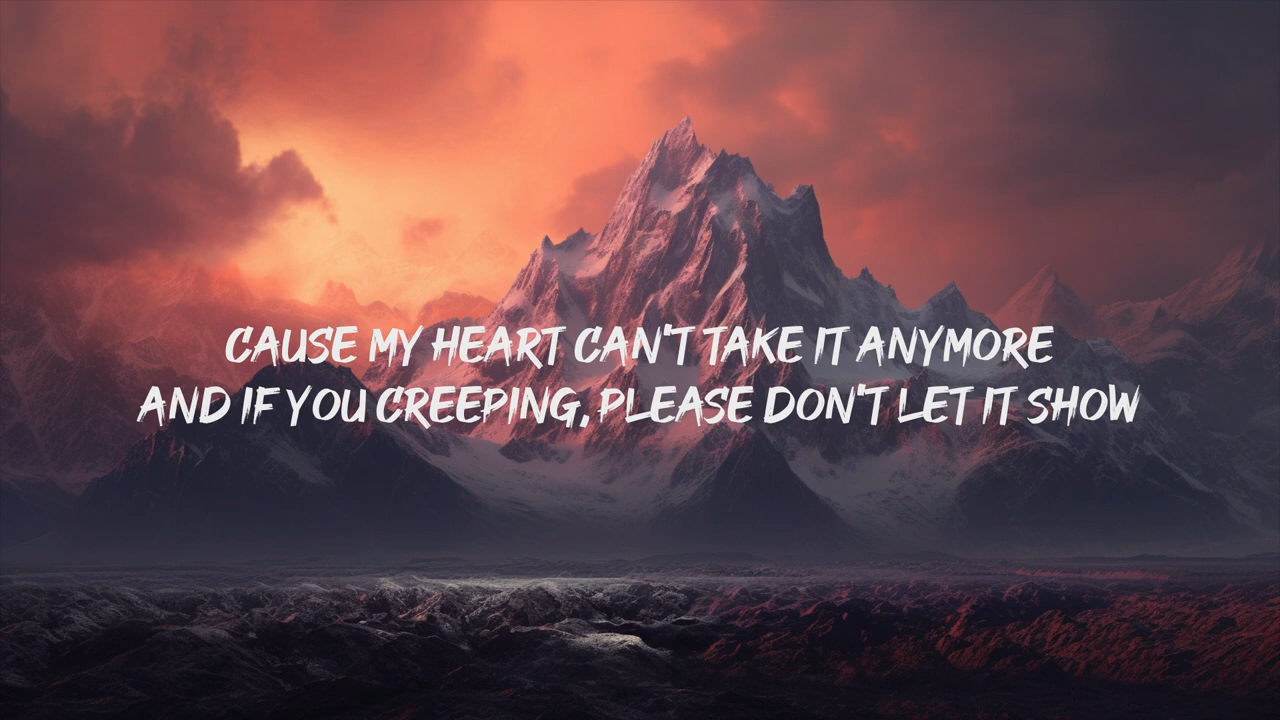 CAUSE MY HEART CAN'T TAKE IT ANYMORE
AND IF YOU CREEPING, PLEASE DON'T LET IT SHOW